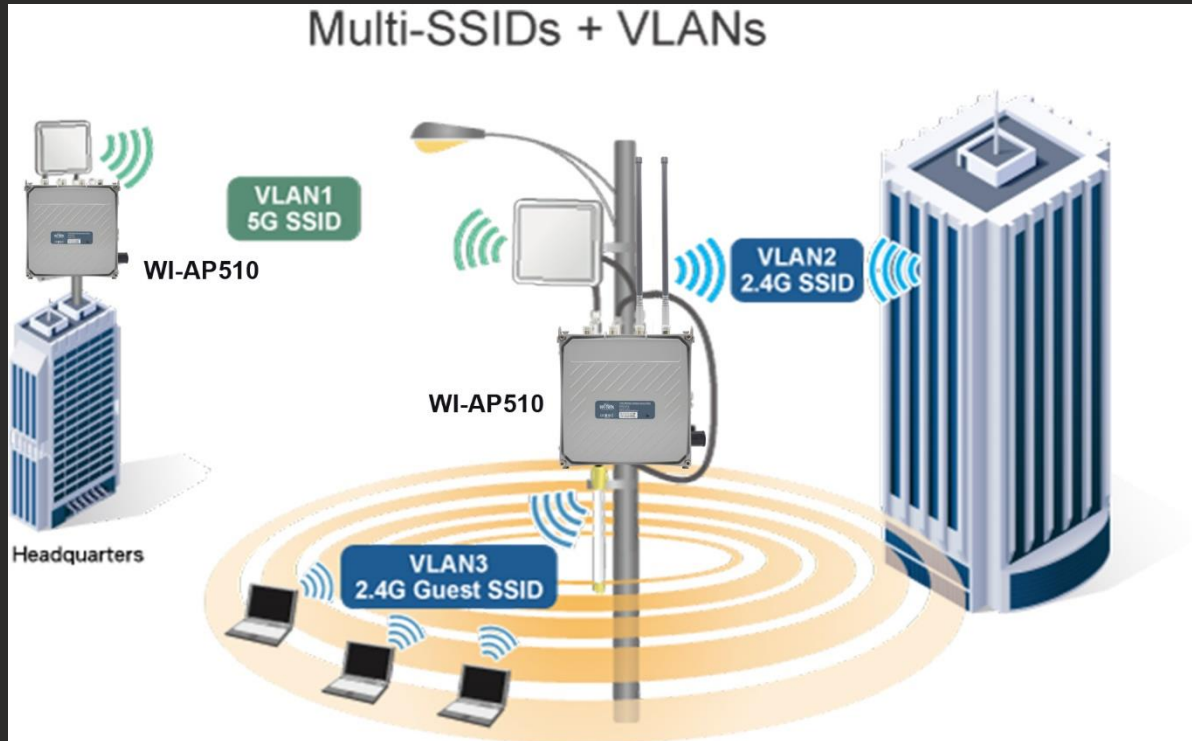 Multi-SSIDs + VLANs
VLAN1
5G SSID
WI-AP510
VLAN2
2.4G SSID
WI-AP510
Headquarters
VLAN3
2.4G Guest SSID